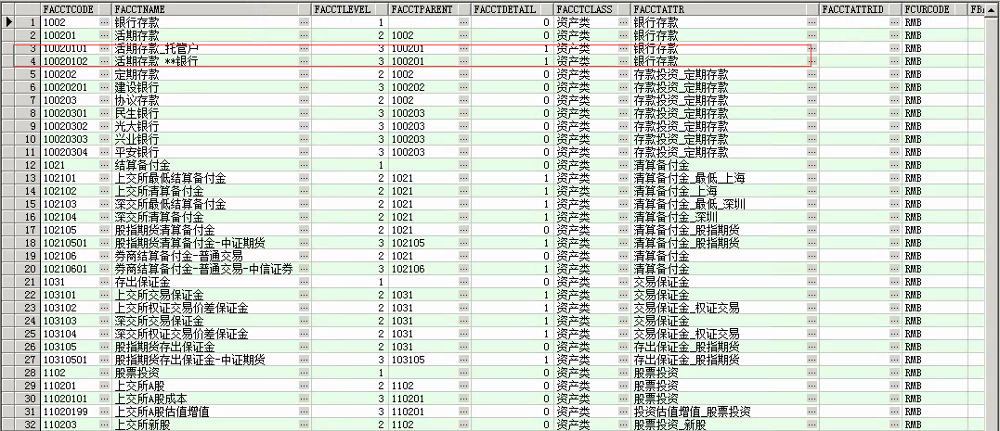 FACCTCODE FACCTNAME FACCTLEVEL FACCTPARENT FACCTDETAIL FACCTCLASS FACCTATTR FACCTATTRID FCURCODE
1 1002 银行存款 1 0 资产类 银行存款 RMB
2 100201 活期存款 2 1002 0 资产类 银行存款 RMB
3 10020101 活期存款_托管户 3 100201 1 资产类 银行存款 RMB
4 10020102 活期存款_**银行 3 100201 1 资产类 银行存款 RMB
5 100202 定期存款 2 1002 0 资产类 存款投资_定期存款 RMB
6 10020201 建设银行 3 100202 0 资产类 存款投资_定期存款 RMB
7 100203 协议存款 2 1002 0 资产类 存款投资_定期存款 RMB
8 10020301 民生银行 3 100203 0 资产类 存款投资_定期存款 RMB
9 10020302 光大银行 3 100203 0 资产类 存款投资_定期存款 RMB
10 10020303 兴业银行 3 100203 0 资产类 存款投资_定期存款 RMB
11 10020304 平安银行 3 100203 0 资产类 存款投资_定期存款 RMB
12 1021 结算备付金 1 0 资产类 清算备付金 RMB
13 102101 上交所最低结算备付金 2 1021 1 资产类 清算备付金_最低_上海 RMB
14 102102 上交所清算备付金 2 1021 1 资产类 清算备付金_上海 RMB
15 102103 深交所最低结算备付金 2 1021 1 资产类 清算备付金_最低_深圳 RMB
16 102104 深交所清算备付金 2 1021 1 资产类 清算备付金_深圳 RMB
17 102105 股指期货清算备付金 2 1021 0 资产类 清算备付金_股指期货 RMB
18 10210501 股指期货清算备付金-中证期货 3 102105 1 资产类 清算备付金_股指期货 RMB
19 102106 券商结算备付金-普通交易 2 1021 0 资产类 清算备付金 RMB
20 10210601 券商结算备付金-普通交易-中信证券 3 102106 1 资产类 清算备付金 RMB
21 1031 存出保证金 1 0 资产类 交易保证金 RMB
22 103101 上交所交易保证金 2 1031 1 资产类 交易保证金 RMB
23 103102 上交所权证交易价差保证金 2 1031 1 资产类 交易保证金_权证交易 RMB
24 103103 深交所交易保证金 2 1031 1 资产类 交易保证金 RMB
25 103104 深交所权证交易价差保证金 2 1031 1 资产类 交易保证金_权证交易 RMB
26 103105 股指期货存出保证金 2 1031 0 资产类 存出保证金_股指期货 RMB
27 10310501 股指期货存出保证金-中证期货 3 103105 1 资产类 存出保证金_股指期货 RMB
28 1102 股票投资 1 0 资产类 股票投资 RMB
29 110201 上交所A股 2 1102 0 资产类 股票投资 RMB
30 11020101 上交所A股成本 3 110201 0 资产类 股票投资 RMB
31 11020199 上交所A股估值增值 3 110201 0 资产类 投资估值增值_股票投资 RMB
32 110203 上交所新股 2 1102 0 资产类 股票投资_新股 RMB